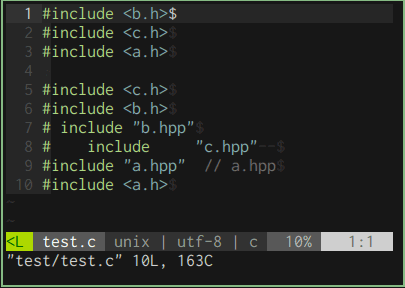 1 #include <b.h>$
2 #include <c.h>$
3 #include <a.h>$
4
5 #include <c.h>$
6 #include <b.h>$
7 # include "b.hpp"$
8 #    include     "c.hpp"--$
9 #include "a.hpp"  // a.hpp$
10 #include <a.h>$
~
~
<L test.c unix | utf-8 | c 10% 1:1
"test/test.c" 10L, 163C